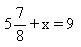 5 7/8 + x = 9